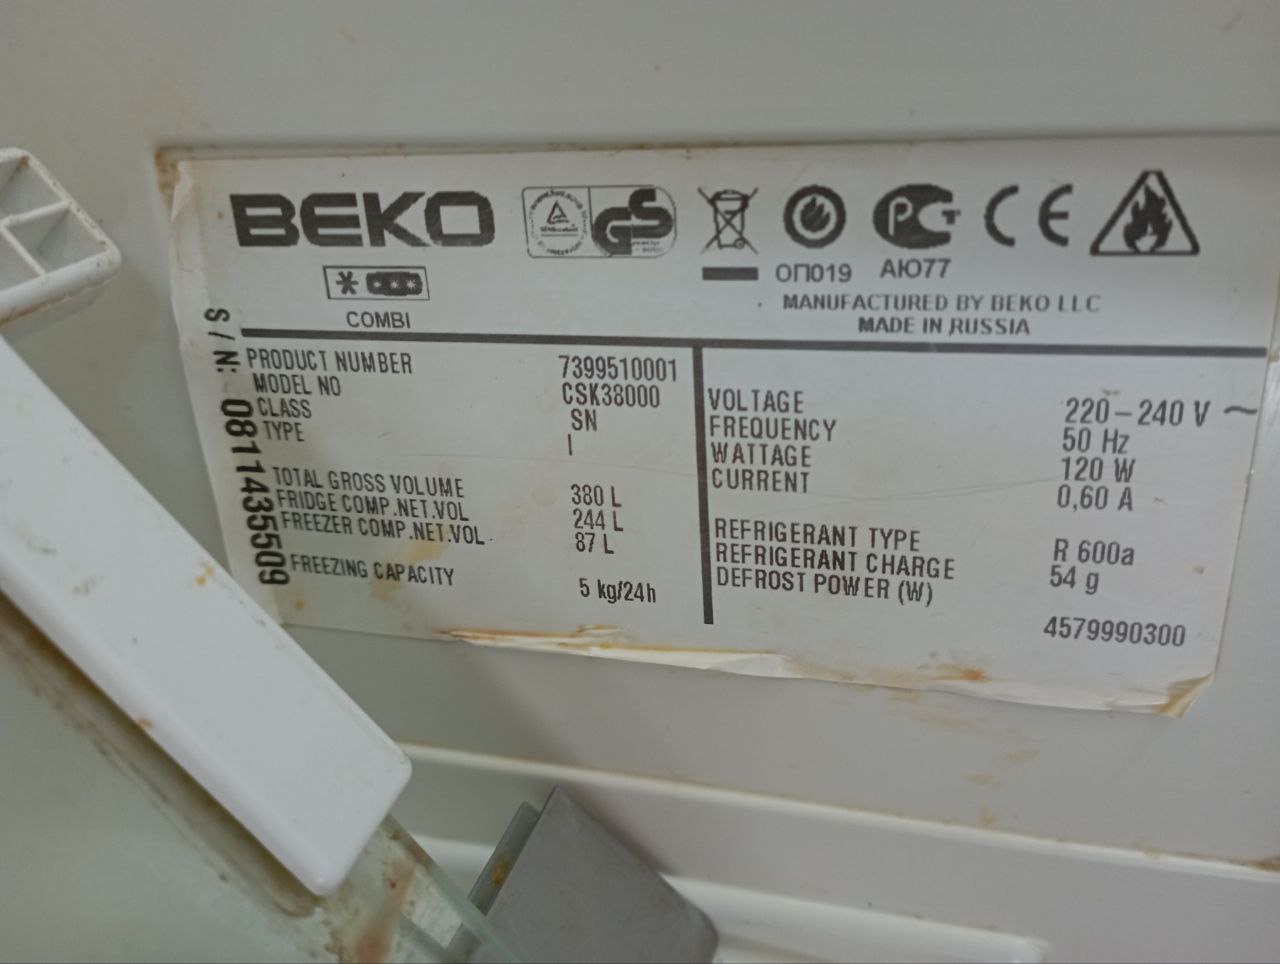 BEKO
GS
ОП019 АЮ77
COMBI
MANUFACTURED BY BEKO LLC
MADE IN RUSSIA
S / N: 0811435509
PRODUCT NUMBER 7399510001
MODEL NO CSK38000
CLASS SN
TYPE I
TOTAL GROSS VOLUME 380 L
FRIDGE COMP.NET.VOL 244 L
FREEZER COMP.NET.VOL. 87 L
FREEZING CAPACITY 5 kg/24h
VOLTAGE 220-240 V ~
FREQUENCY 50 Hz
WATTAGE 120 W
CURRENT 0,60 A
REFRIGERANT TYPE R 600a
REFRIGERANT CHARGE 54 g
DEFROST POWER (W)
4579990300